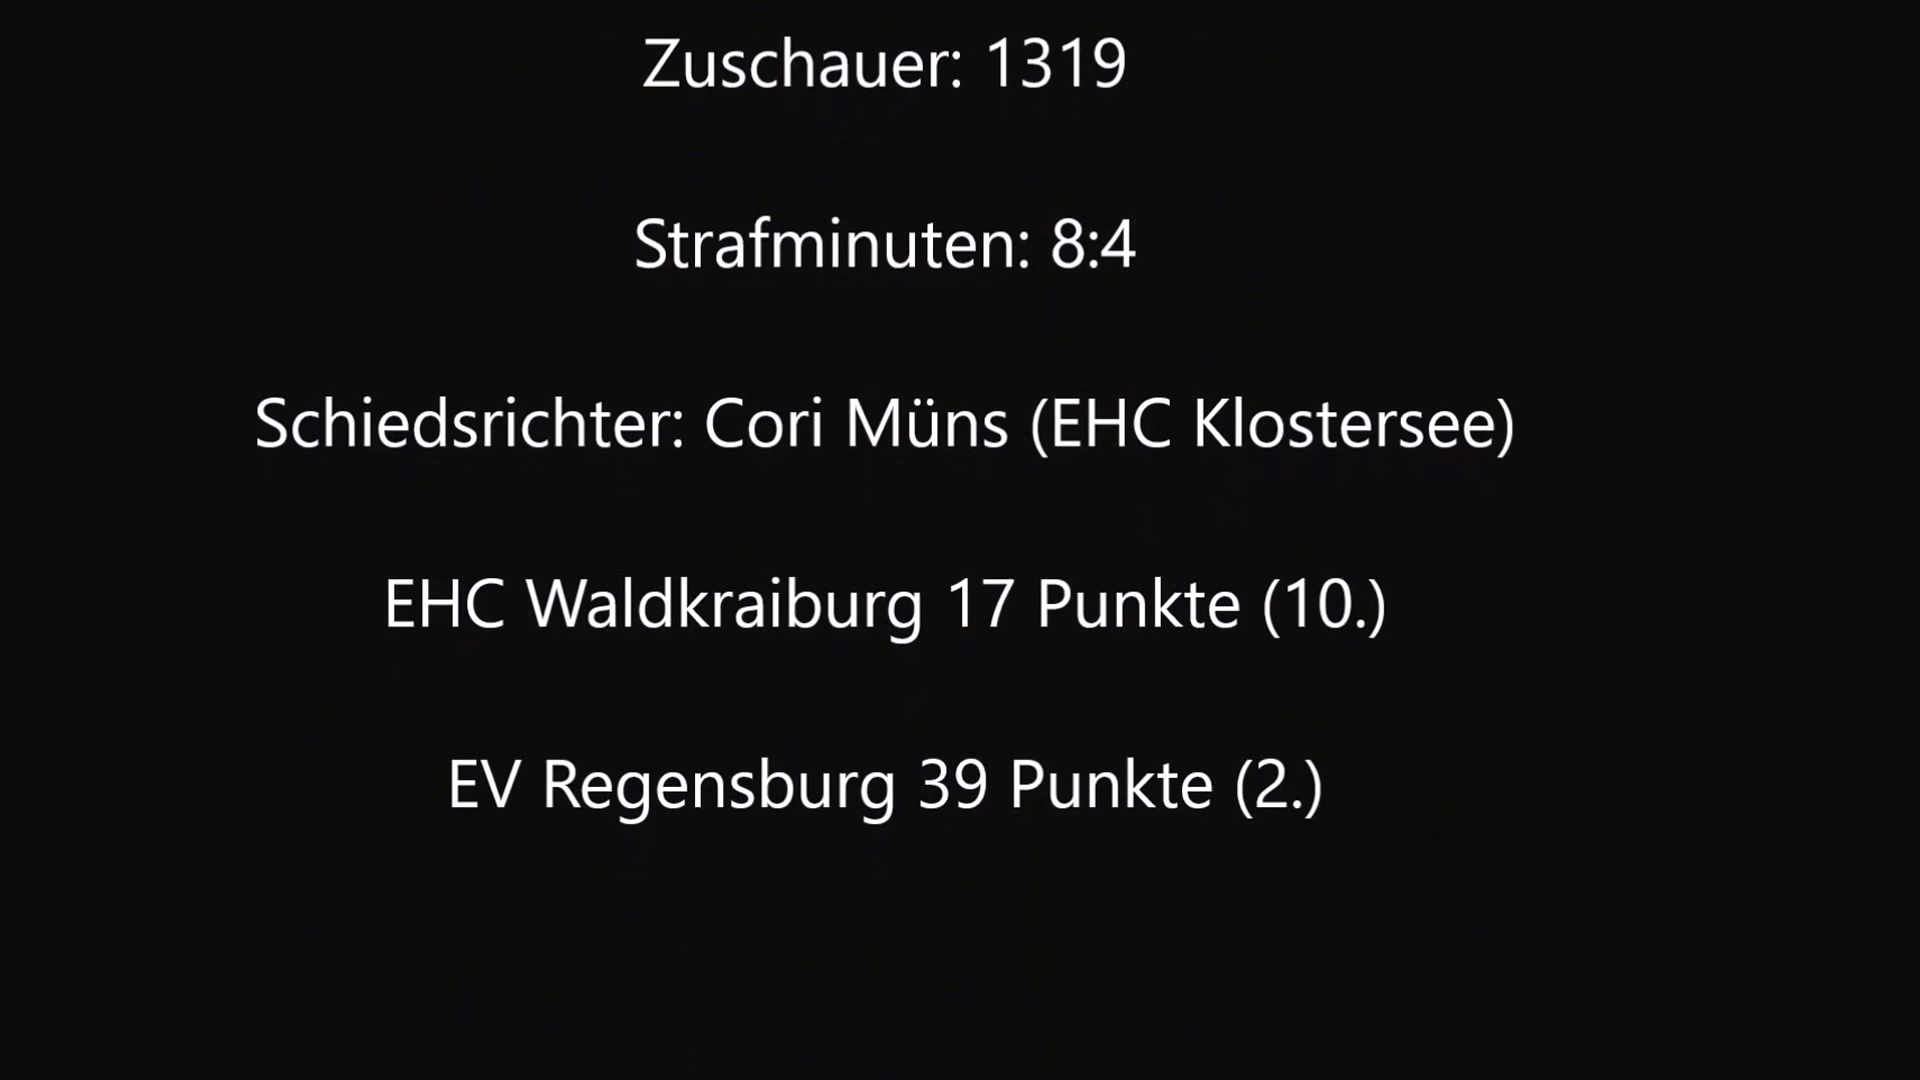 Zuschauer: 1319
Strafminuten: 8:4
Schiedsrichter: Cori Müns (EHC Klostersee)
EHC Waldkraiburg 17 Punkte (10.)
EV Regensburg 39 Punkte (2.)